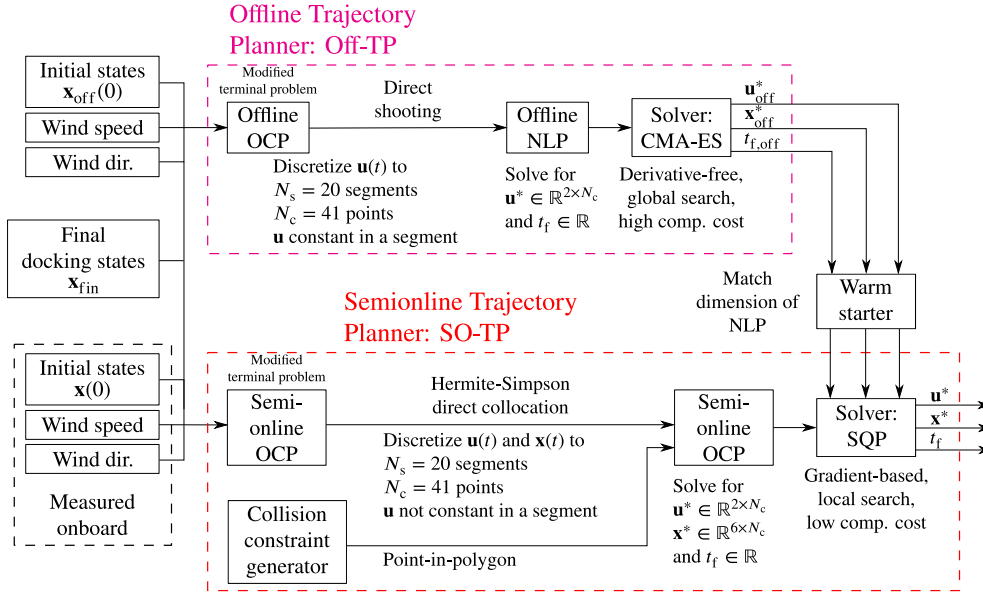 Offline Trajectory
Planner: Off-TP
Initial states
x_off(0)
Wind speed
Wind dir.
Final
docking states
x_fin
Initial states
x(0)
Wind speed
Wind dir.
Measured
onboard
Modified
terminal problem
Offline
OCP
Direct
shooting
Discretize u(t) to
N_s = 20 segments
N_c = 41 points
u constant in a segment
Offline
NLP
Solve for
u* ∈ ℝ^{2×N_c}
and t_f ∈ ℝ
Solver:
CMA-ES
Derivative-free,
global search,
high comp. cost
u*_off
x*_off
t_f,off
Match
dimension of
NLP
Warm
starter
Semionline Trajectory
Planner: SO-TP
Modified
terminal problem
Semi-
online
OCP
Hermite-Simpson
direct collocation
Discretize u(t) and x(t) to
N_s = 20 segments
N_c = 41 points
u not constant in a segment
Collision
constraint
generator
Point-in-polygon
Semi-
online
OCP
Solve for
u* ∈ ℝ^{2×N_c}
x* ∈ ℝ^{6×N_c}
and t_f ∈ ℝ
Solver:
SQP
Gradient-based,
local search,
low comp. cost
u*
x*
t_f